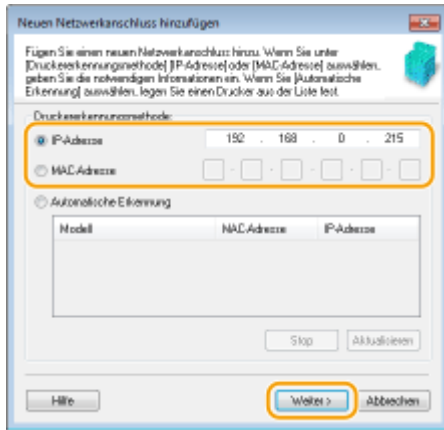 Neuen Netzwerkanschluss hinzufügen
Fügen Sie einen neuen Netzwerkanschluss hinzu. Wenn Sie unter
[Druckererkennungsmethode] [IP-Adresse] oder [MAC-Adresse] auswählen,
geben Sie die notwendigen Informationen ein. Wenn Sie [Automatische
Erkennung] auswählen, legen Sie einen Drucker aus der Liste fest.
Druckererkennungsmethode:
IP-Adresse 192 . 168 . 0 . 215
MAC-Adresse - - - - -
Automatische Erkennung
Modell MAC-Adresse IP-Adresse
Stop Aktualisieren
Hilfe Weiter > Abbrechen